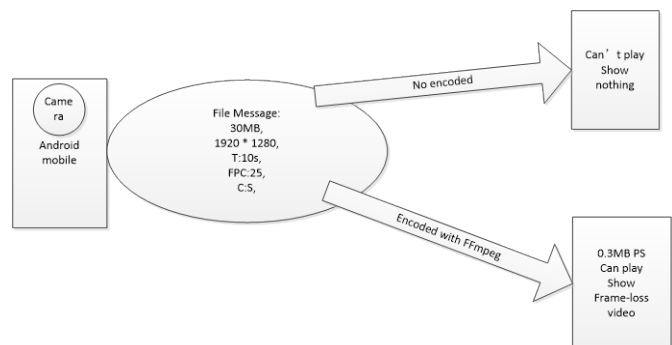 Came
ra
Android
mobile
File Message:
30MB,
1920 * 1280,
T:10s,
FPC:25,
C:S,
No encoded
Can’t play
Show
nothing
Encoded with FFmpeg
0.3MB PS
Can play
Show
Frame-loss
video